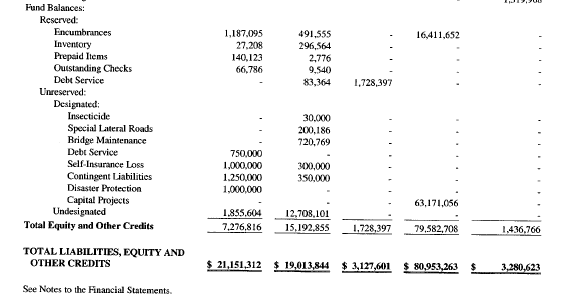 Fund Balances:
Reserved:
Encumbrances 1,187,095 491,555 - 16,411,652 -
Inventory 27,208 296,564 - - -
Prepaid Items 140,123 2,776 - - -
Outstanding Checks 66,786 9,540 - - -
Debt Service - 83,364 1,728,397 - -
Unreserved:
Designated:
Insecticide - 30,000 - - -
Special Lateral Roads - 200,186 - - -
Bridge Maintenance - 720,769 - - -
Debt Service 750,000 - - - -
Self-Insurance Loss 1,000,000 300,000 - - -
Contingent Liabilities 1,250,000 350,000 - - -
Disaster Protection 1,000,000 - - - -
Capital Projects - - - 63,171,056 -
Undesignated 1,855,604 12,708,101 - - -
Total Equity and Other Credits 7,276,816 15,192,855 1,728,397 79,582,708 1,436,766
TOTAL LIABILITIES, EQUITY AND
OTHER CREDITS $ 21,151,312 $ 19,013,844 $ 3,127,601 $ 80,953,263 $ 3,280,623
See Notes to the Financial Statements.